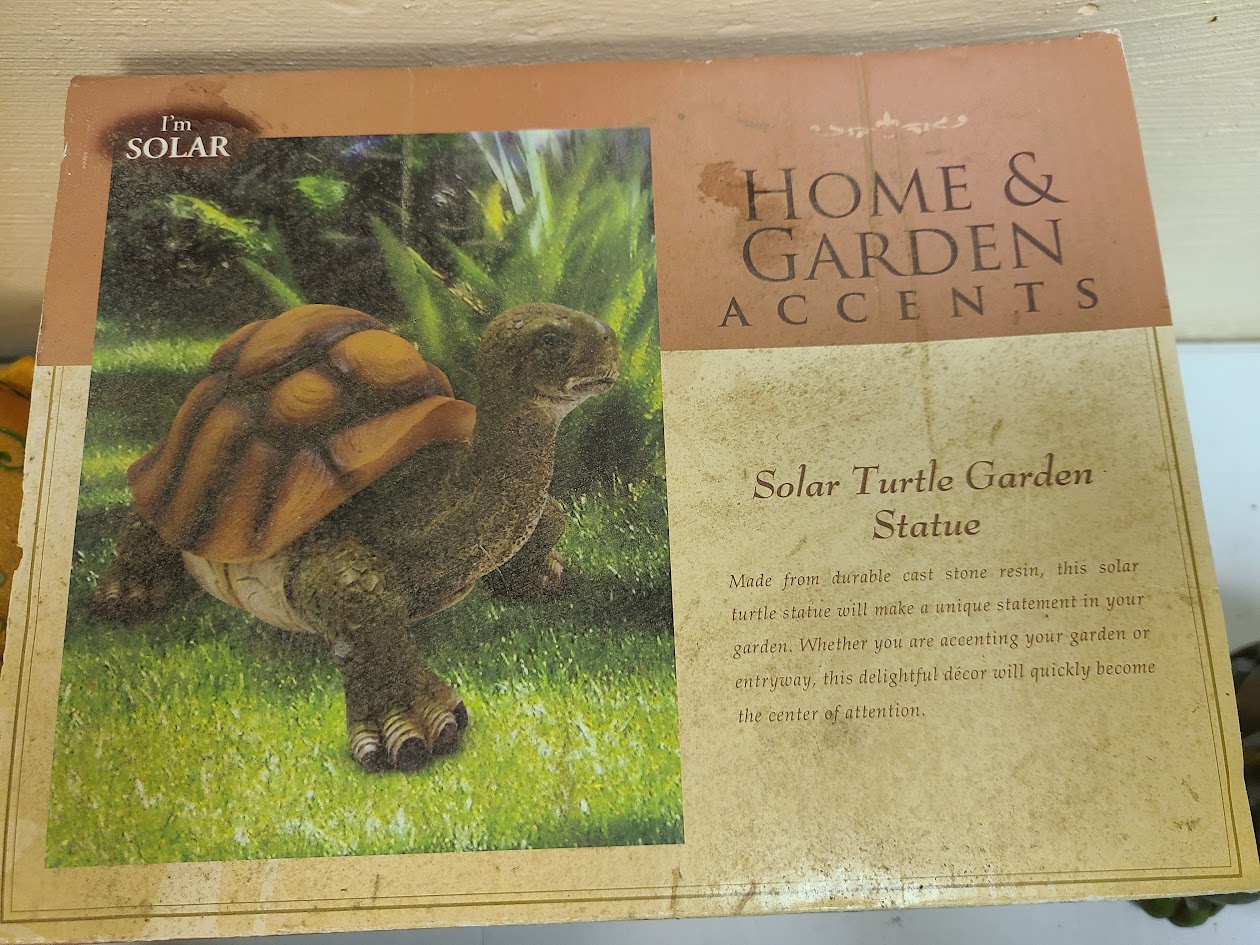 I'm
SOLAR
HOME &
GARDEN
ACCENTS
Solar Turtle Garden
Statue
Made from durable cast stone resin, this solar
turtle statue will make a unique statement in your
garden. Whether you are accenting your garden or
entryway, this delightful décor will quickly become
the center of attention.